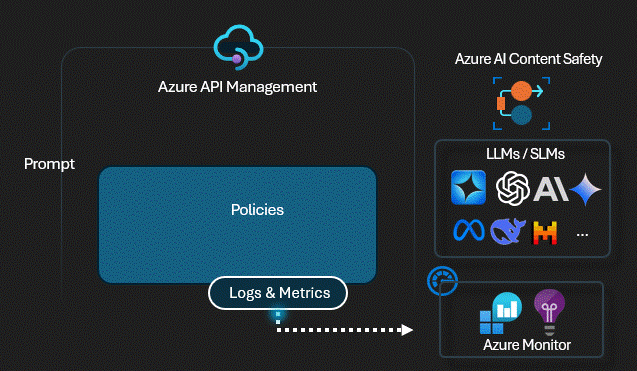 Azure API Management
Azure AI Content Safety
Prompt
LLMs / SLMs
AI
...
Policies
Logs & Metrics
Azure Monitor